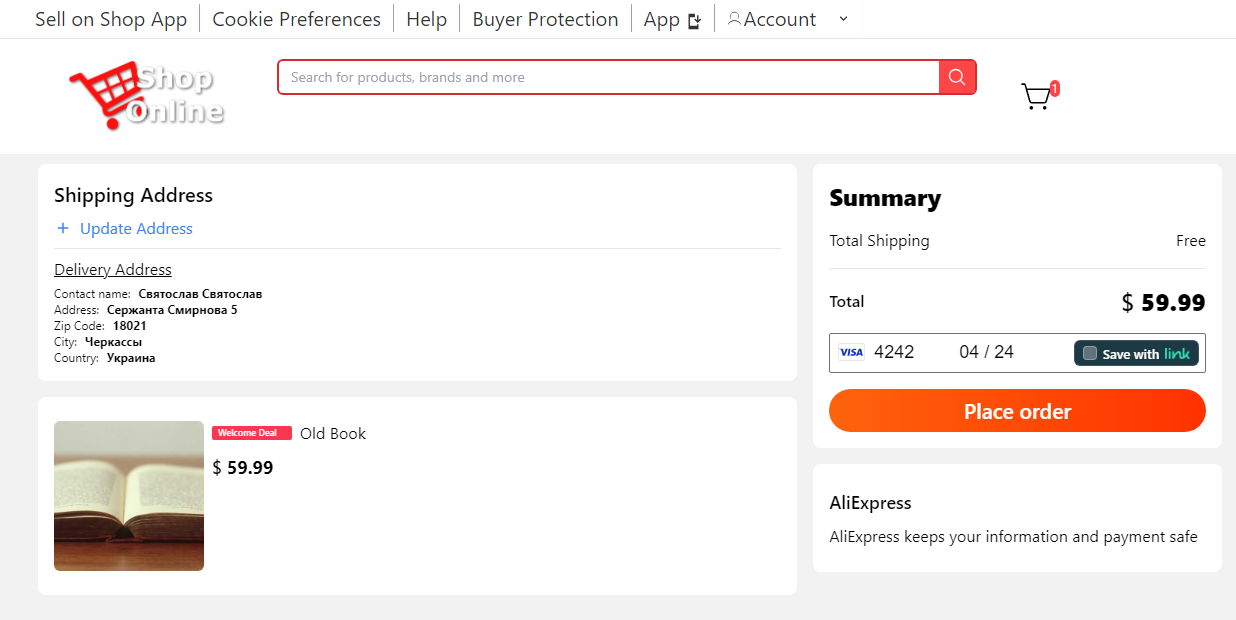 Sell on Shop App Cookie Preferences Help Buyer Protection App Account
Shop
Online
Search for products, brands and more
1
Shipping Address
+ Update Address
Delivery Address
Contact name: Святослав Святослав
Address: Сержанта Смирнова 5
Zip Code: 18021
City: Черкассы
Country: Украина
Welcome Deal Old Book
$ 59.99
Summary
Total Shipping Free
Total $ 59.99
VISA 4242 04 / 24 Save with link
Place order
AliExpress
AliExpress keeps your information and payment safe